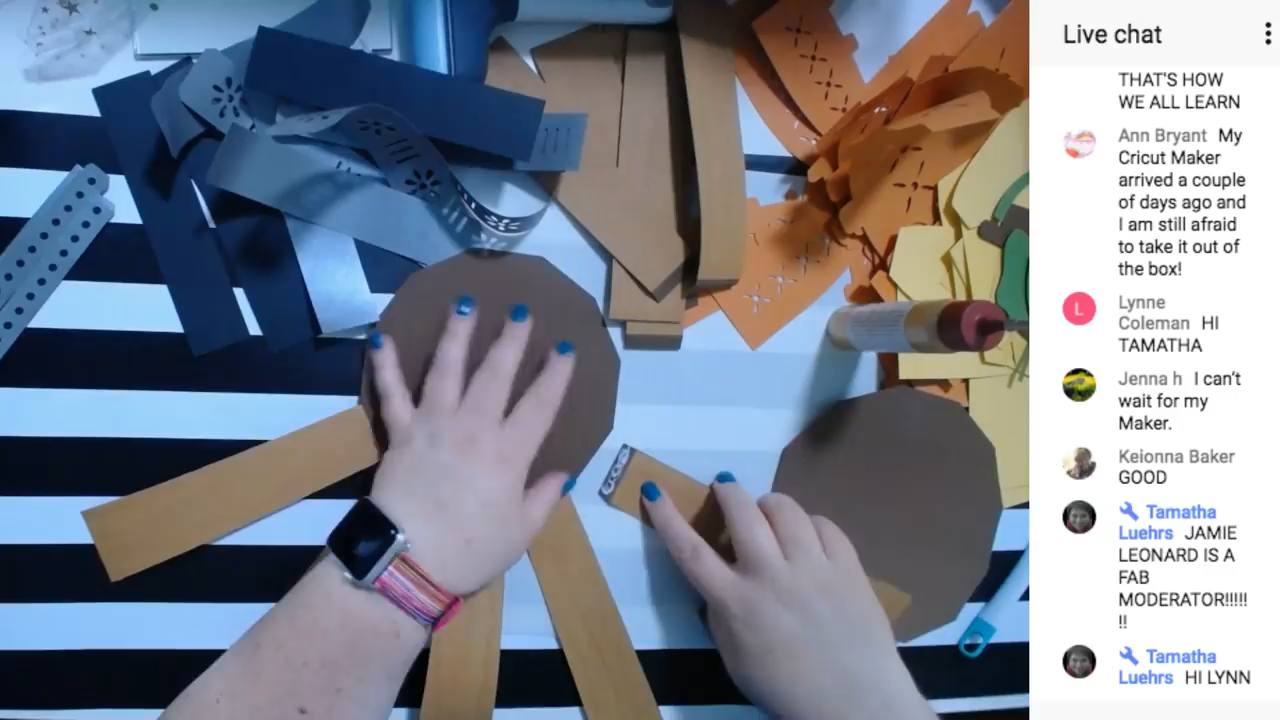 Live chat
THAT'S HOW
WE ALL LEARN
Ann Bryant My
Cricut Maker
arrived a couple
of days ago and
I am still afraid
to take it out of
the box!
Lynne
Coleman HI
TAMATHA
L
Jenna h I can't
wait for my
Maker.
Keionna Baker
GOOD
Tamatha
Luehrs JAMIE
LEONARD IS A
FAB
MODERATOR!!!!!
!!
Tamatha
Luehrs HI LYNN